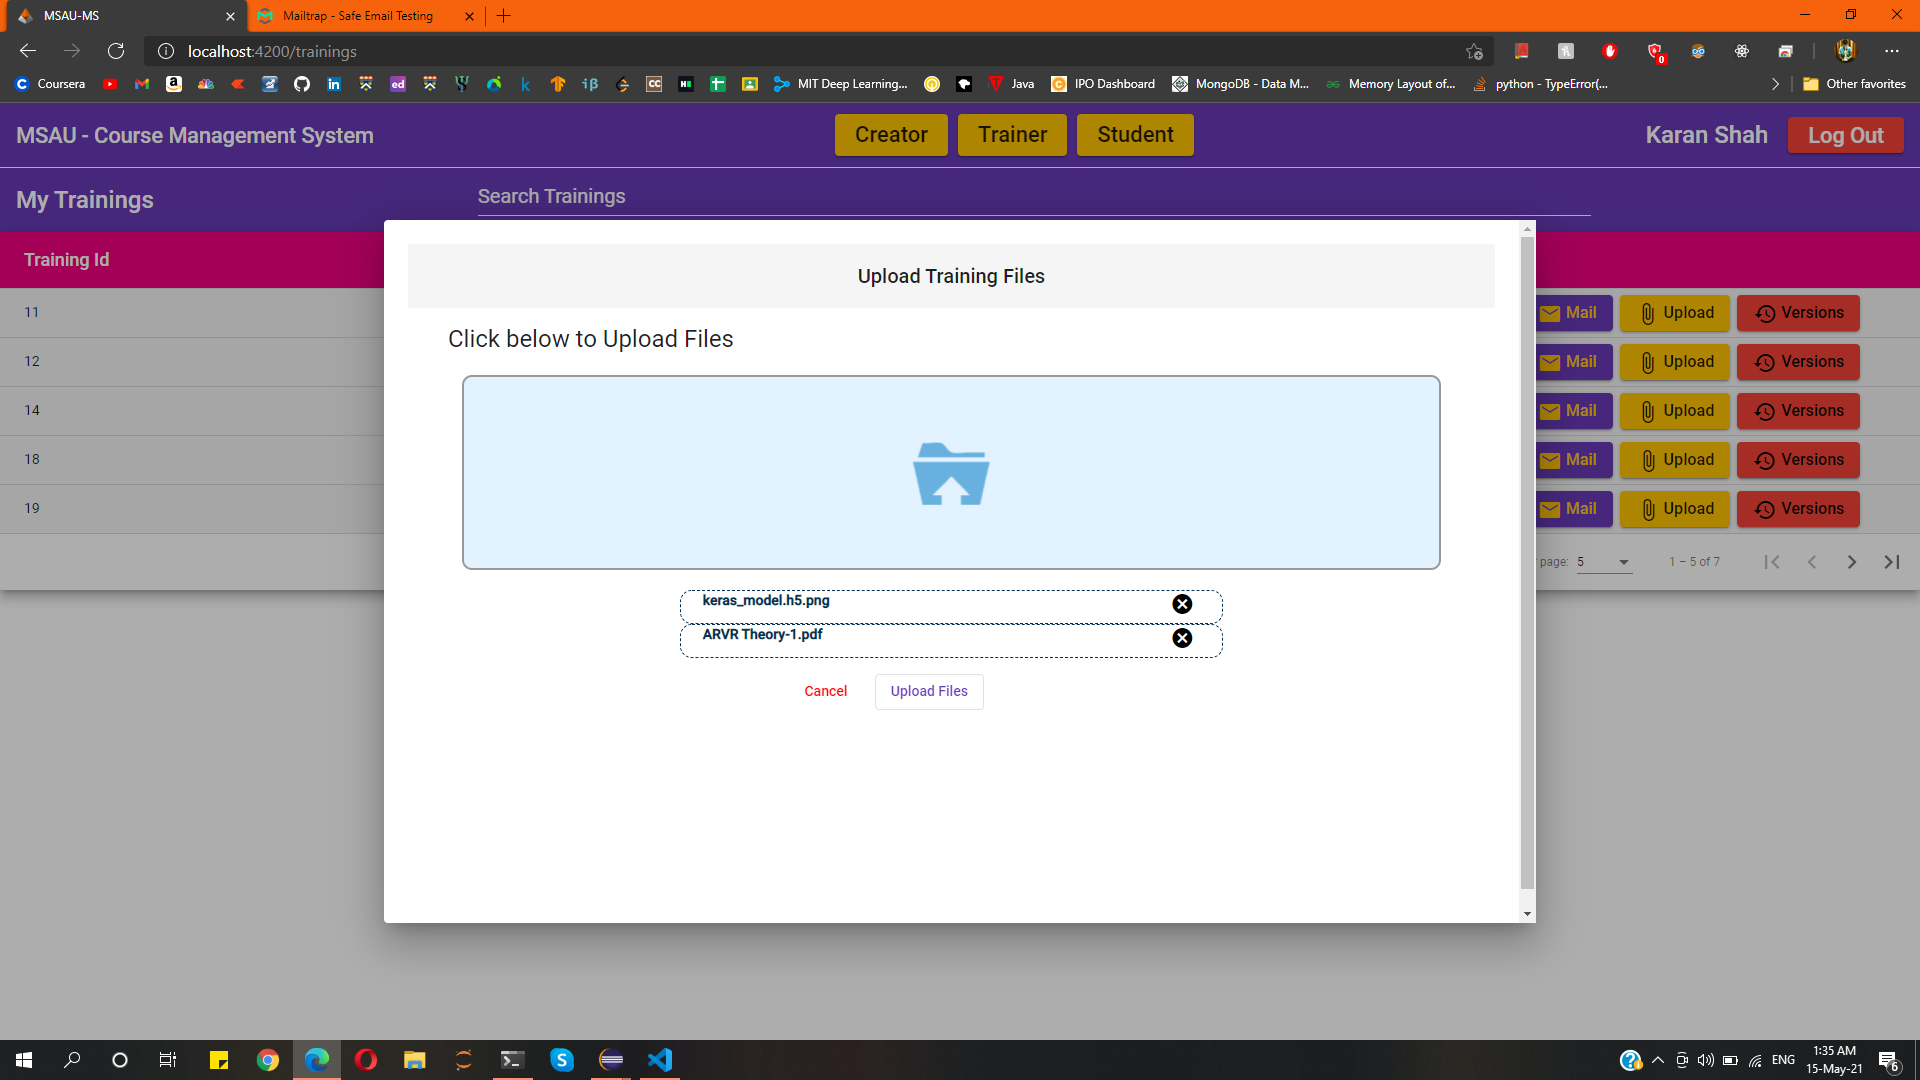 MSAU-MS
Mailtrap - Safe Email Testing
localhost:4200/trainings
0
Coursera
ed
k
iβ
CC
MIT Deep Learning...
Java
IPO Dashboard
MongoDB - Data M...
Memory Layout of...
python - TypeError(...
Other favorites
MSAU - Course Management System
Creator
Trainer
Student
Karan Shah
Log Out
My Trainings
Search Trainings
Training Id
Upload Training Files
Click below to Upload Files
11
Mail
Upload
Versions
12
Mail
Upload
Versions
14
Mail
Upload
Versions
18
Mail
Upload
Versions
19
Mail
Upload
Versions
page:
5
1 – 5 of 7
keras_model.h5.png
ARVR Theory-1.pdf
Cancel
Upload Files
ENG
1:35 AM
15-May-21
6